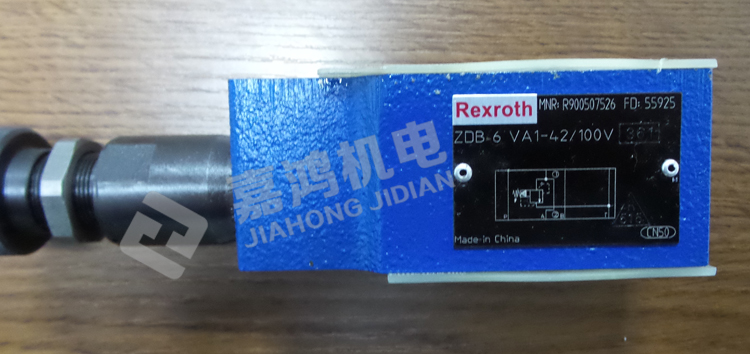 Rexroth MNR: R900507526 FD: 55925
ZDB 6 VA1-42/100V 361
P A B T
Made-in China
CN50
嘉鸿机电
JIAHONG JIDIAN